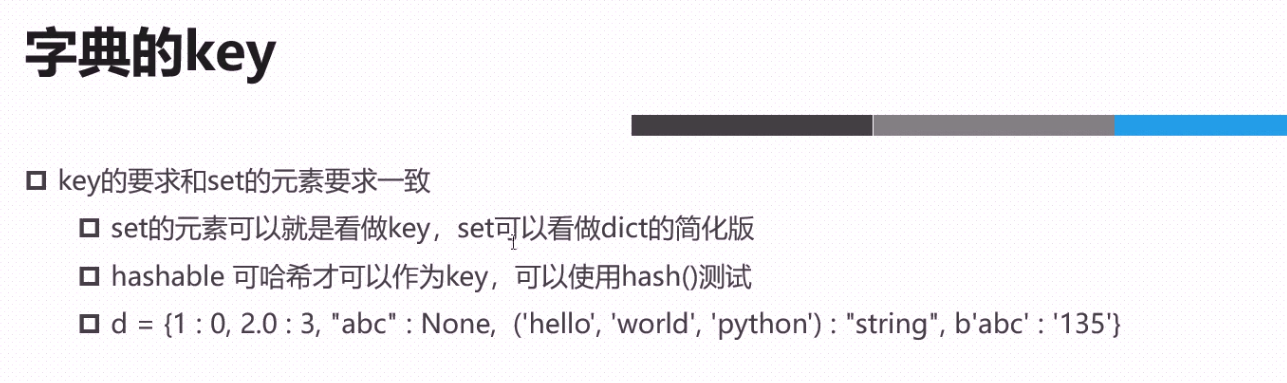 字典的key
key的要求和set的元素要求一致
set的元素可以就是看做key，set可以看做dict的简化版
hashable 可哈希才可以作为key，可以使用hash()测试
d = {1 : 0, 2.0 : 3, "abc" : None,  ('hello', 'world', 'python') : "string", b'abc' : '135'}